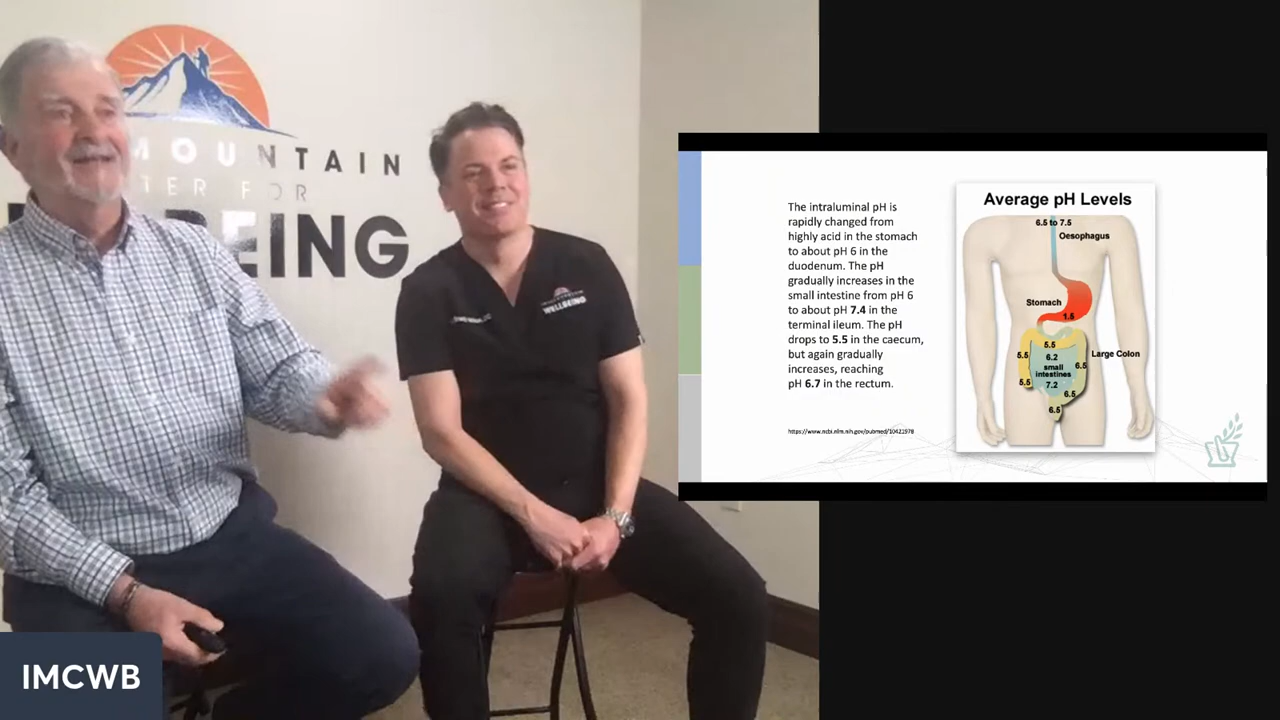 MOUNTAIN
TER FOR
BEING
WELLBEING
IMCWB
The intraluminal pH is
rapidly changed from
highly acid in the stomach
to about pH 6 in the
duodenum. The pH
gradually increases in the
small intestine from pH 6
to about pH 7.4 in the
terminal ileum. The pH
drops to 5.5 in the caecum,
but again gradually
increases, reaching
pH 6.7 in the rectum.
https://www.ncbi.nlm.nih.gov/pubmed/10421978
Average pH Levels
6.5 to 7.5
Oesophagus
Stomach
1.5
5.5
Large Colon
5.5
6.2
6.5
small
intestines
5.5
7.2
6.5
6.5